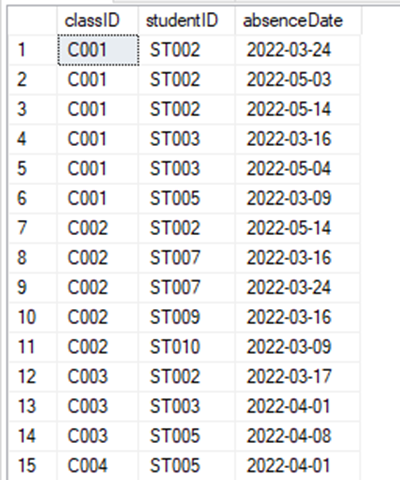 classID studentID absenceDate
1 C001 ST002 2022-03-24
2 C001 ST002 2022-05-03
3 C001 ST002 2022-05-14
4 C001 ST003 2022-03-16
5 C001 ST003 2022-05-04
6 C001 ST005 2022-03-09
7 C002 ST002 2022-05-14
8 C002 ST007 2022-03-16
9 C002 ST007 2022-03-24
10 C002 ST009 2022-03-16
11 C002 ST010 2022-03-09
12 C003 ST002 2022-03-17
13 C003 ST003 2022-04-01
14 C003 ST005 2022-04-08
15 C004 ST005 2022-04-01